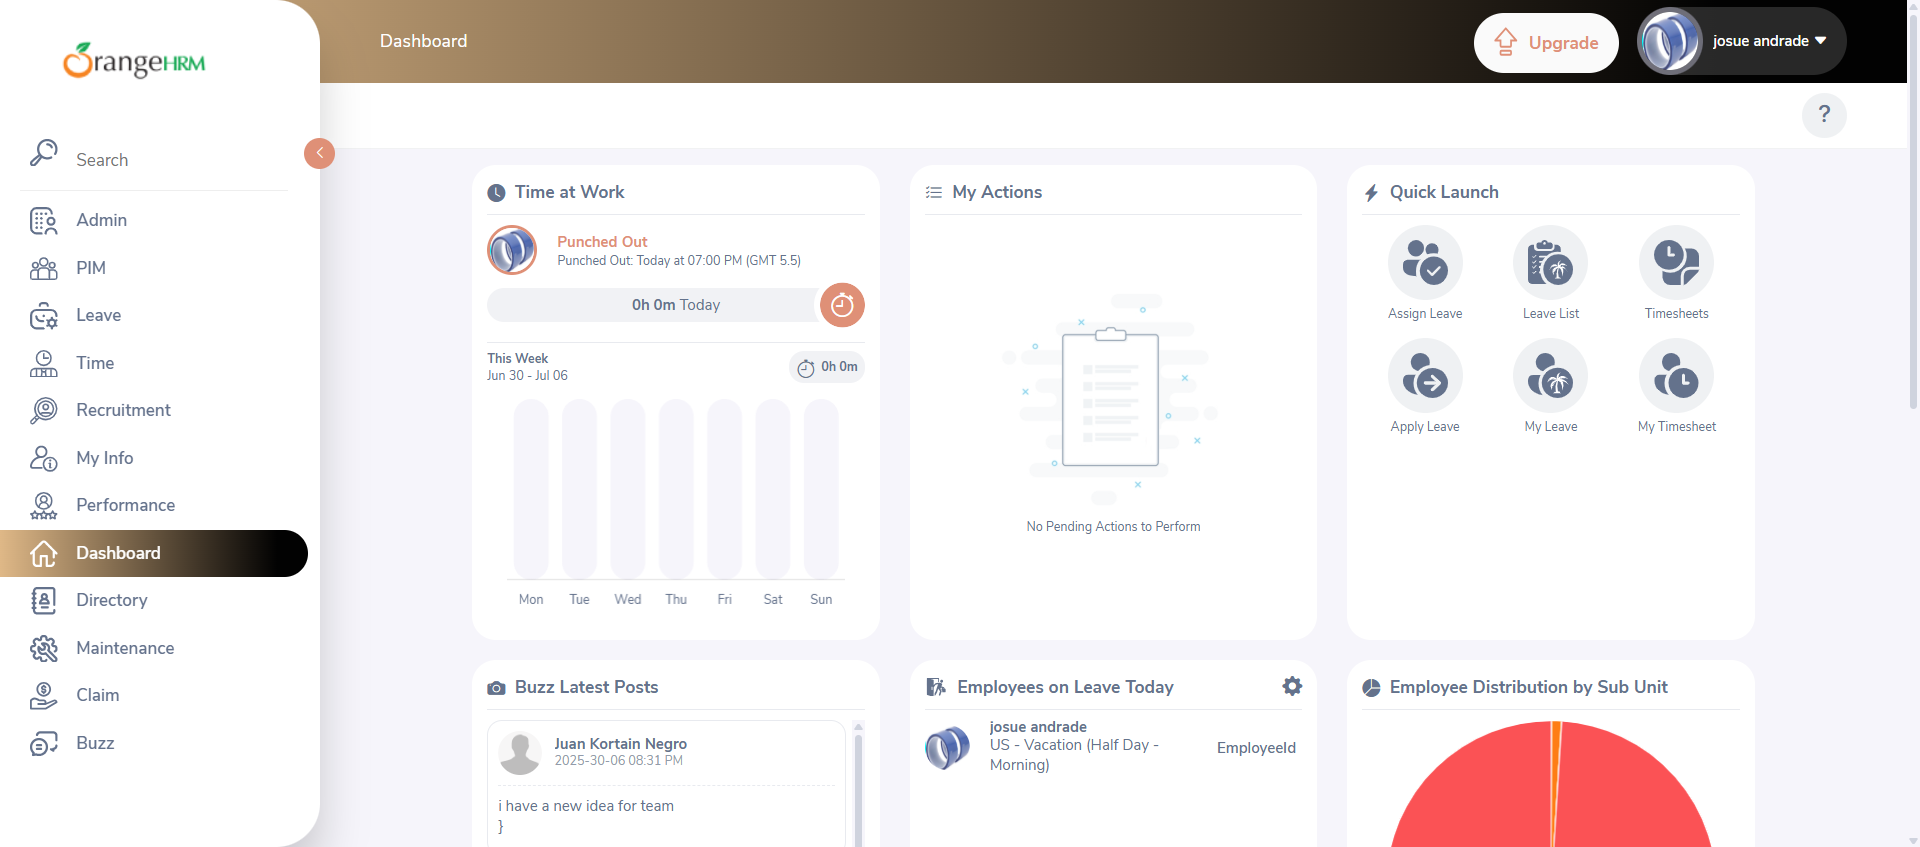 OrangeHRM
Search
Admin
PIM
Leave
Time
Recruitment
My Info
Performance
Dashboard
Directory
Maintenance
Claim
Buzz
Dashboard
Upgrade
josue andrade
?
Time at Work
Punched Out
Punched Out: Today at 07:00 PM (GMT 5.5)
0h 0m Today
This Week
Jun 30 - Jul 06
0h 0m
Mon Tue Wed Thu Fri Sat Sun
My Actions
No Pending Actions to Perform
Quick Launch
Assign Leave
Leave List
Timesheets
Apply Leave
My Leave
My Timesheet
Buzz Latest Posts
Juan Kortain Negro
2025-30-06 08:31 PM
i have a new idea for team
}
Employees on Leave Today
josue andrade
US - Vacation (Half Day -
Morning)
EmployeeId
Employee Distribution by Sub Unit